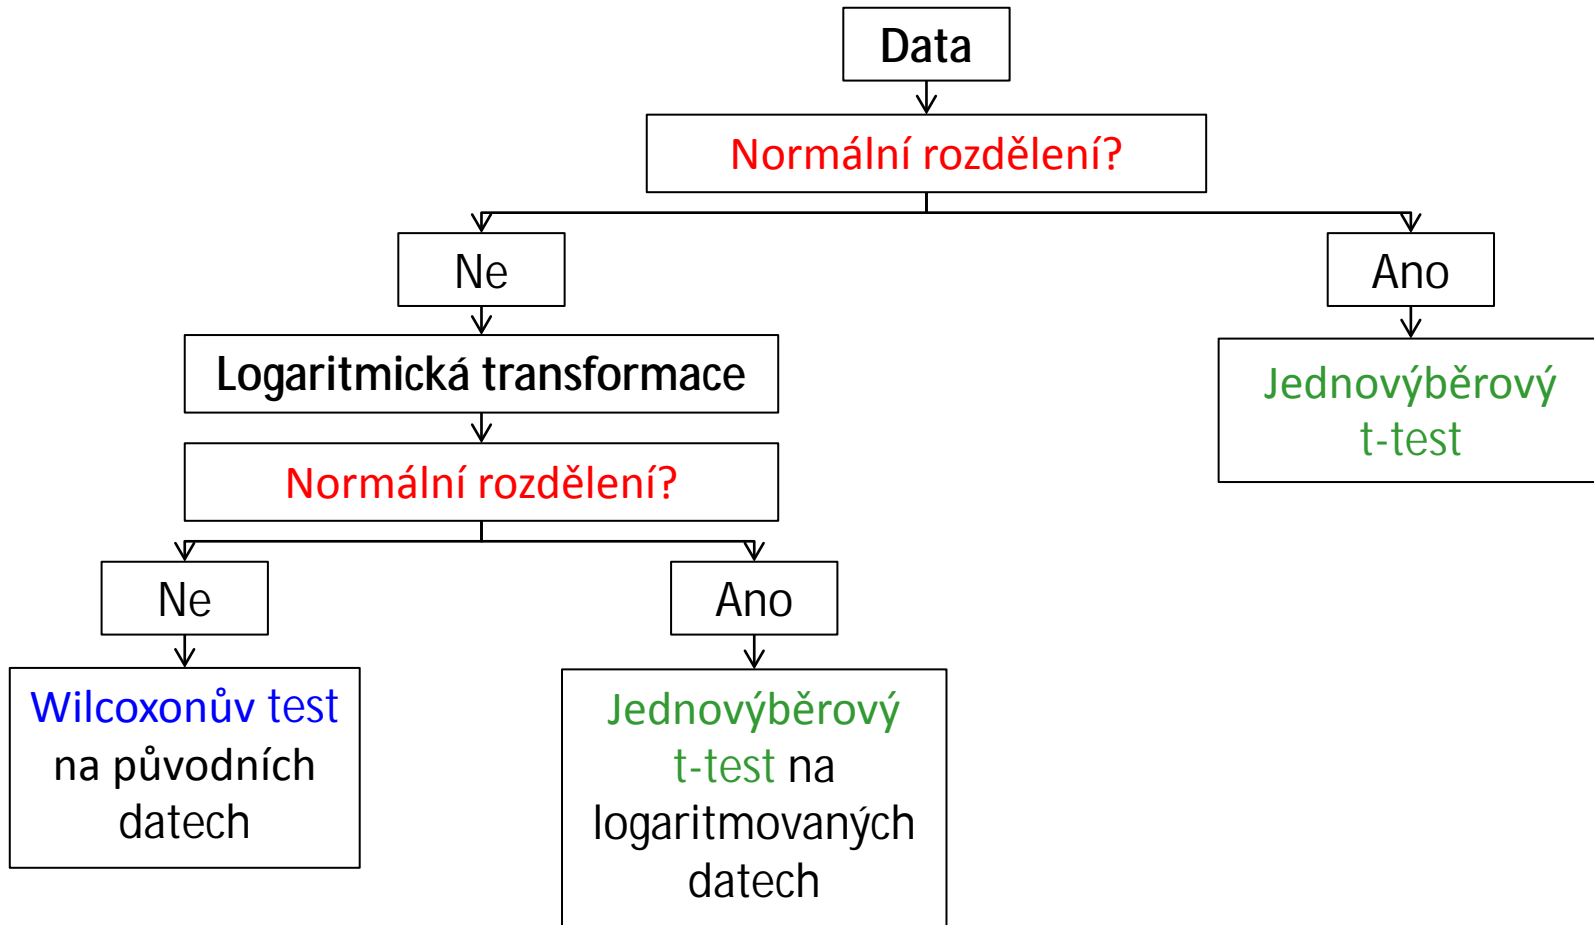 Data
Normální rozdělení?
Ne
Ano
Logaritmická transformace
Jednovýběrový
t-test
Normální rozdělení?
Ne
Ano
Wilcoxonův test
na původních
datech
Jednovýběrový
t-test na
logaritmovaných
datech